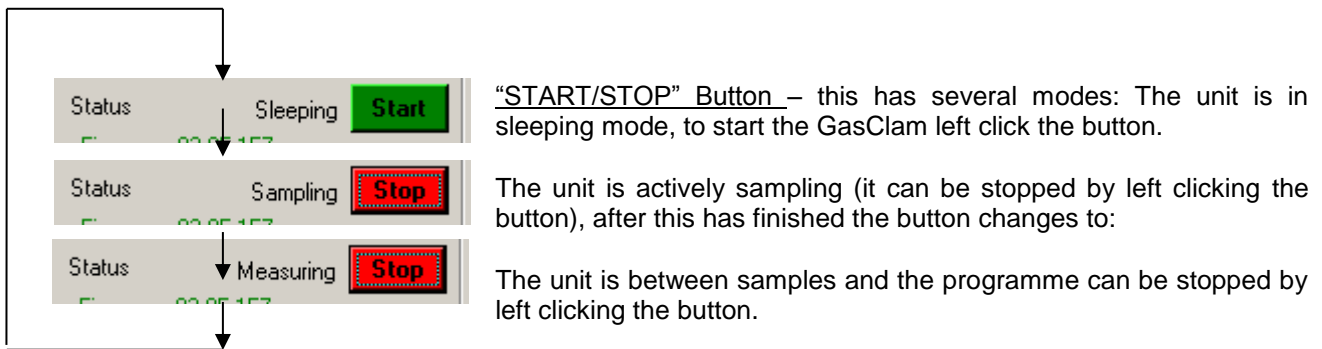 Status Sleeping Start
"START/STOP" Button – this has several modes: The unit is in
sleeping mode, to start the GasClam left click the button.
Status Sampling Stop
The unit is actively sampling (it can be stopped by left clicking the
button), after this has finished the button changes to:
Status Measuring Stop
The unit is between samples and the programme can be stopped by
left clicking the button.